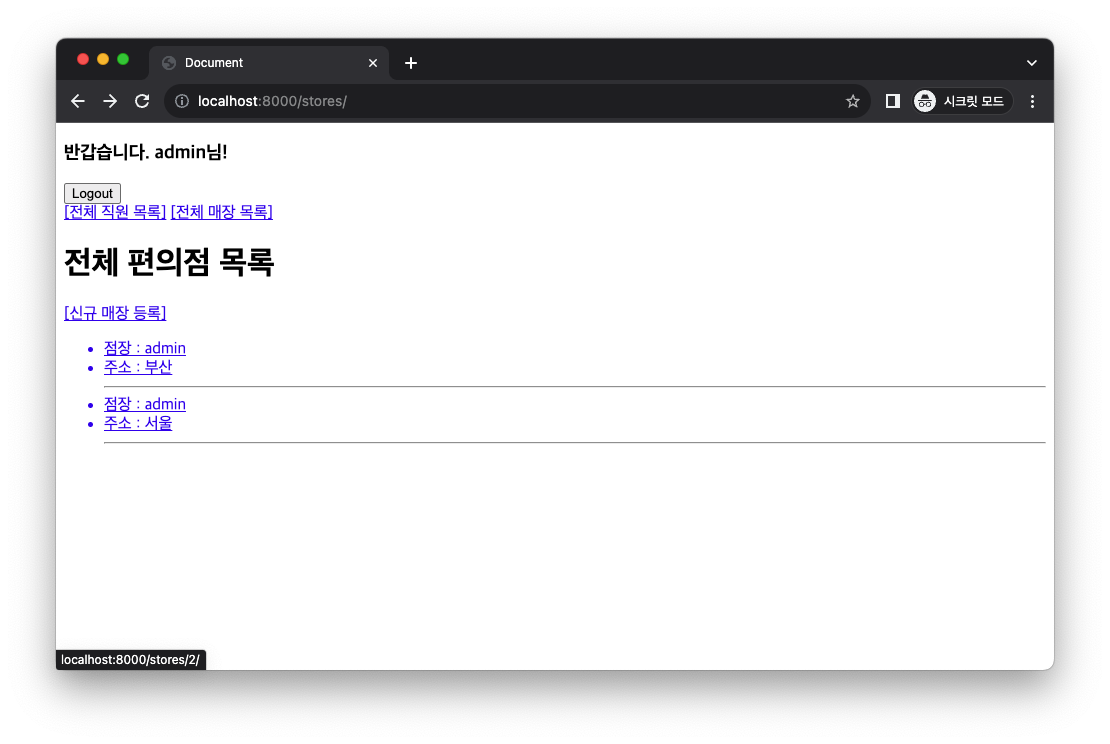 Document
localhost:8000/stores/
시크릿 모드
반갑습니다. admin님!
Logout
[전체 직원 목록] [전체 매장 목록]
전체 편의점 목록
[신규 매장 등록]
점장 : admin
주소 : 부산
점장 : admin
주소 : 서울
localhost:8000/stores/2/